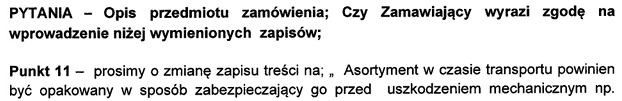 PYTANIA – Opis przedmiotu zamówienia; Czy Zamawiający wyrazi zgodę na
wprowadzenie niżej wymienionych zapisów;
Punkt 11 – prosimy o zmianę zapisu treści na; „ Asortyment w czasie transportu powinien
być opakowany w sposób zabezpieczający go przed uszkodzeniem mechanicznym np.